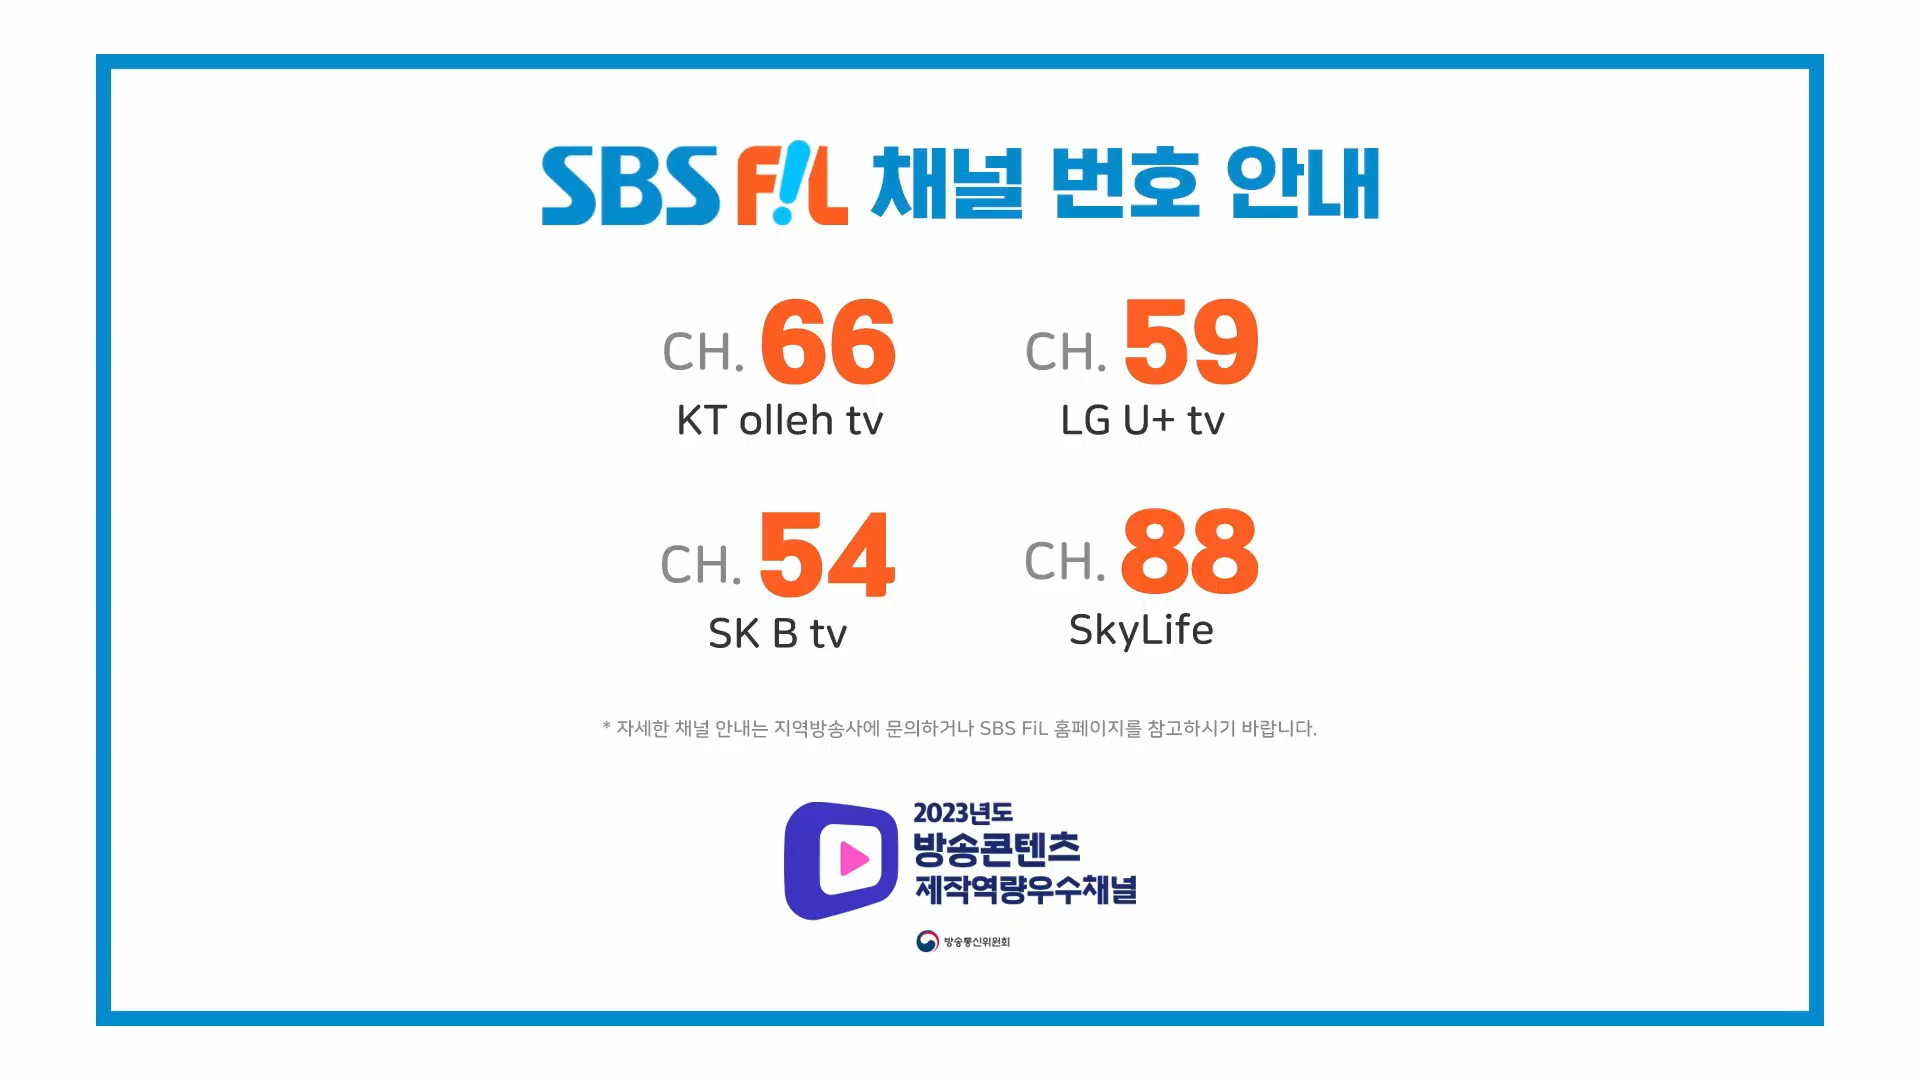 SBS F!L 채널 번호 안내
CH. 66
KT olleh tv
CH. 59
LG U+ tv
CH. 54
SK B tv
CH. 88
SkyLife
* 자세한 채널 안내는 지역방송사에 문의하거나 SBS FiL 홈페이지를 참고하시기 바랍니다.
2023년도
방송콘텐츠
제작역량우수채널
방송통신위원회